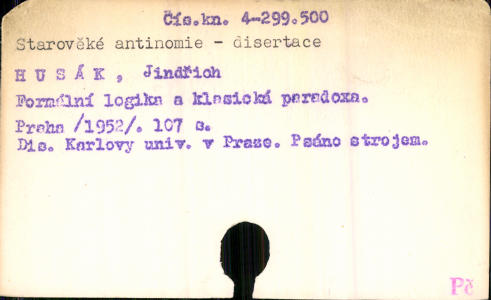 Čís.kn. 4-299.500
Starověké antinomie - disertace
H U S Á K , Jindřich
Formální logika a klasická paradoxa.
Praha /1952/. 107 s.
Dis. Karlovy univ. v Praze. Psáno strojem.
Pč